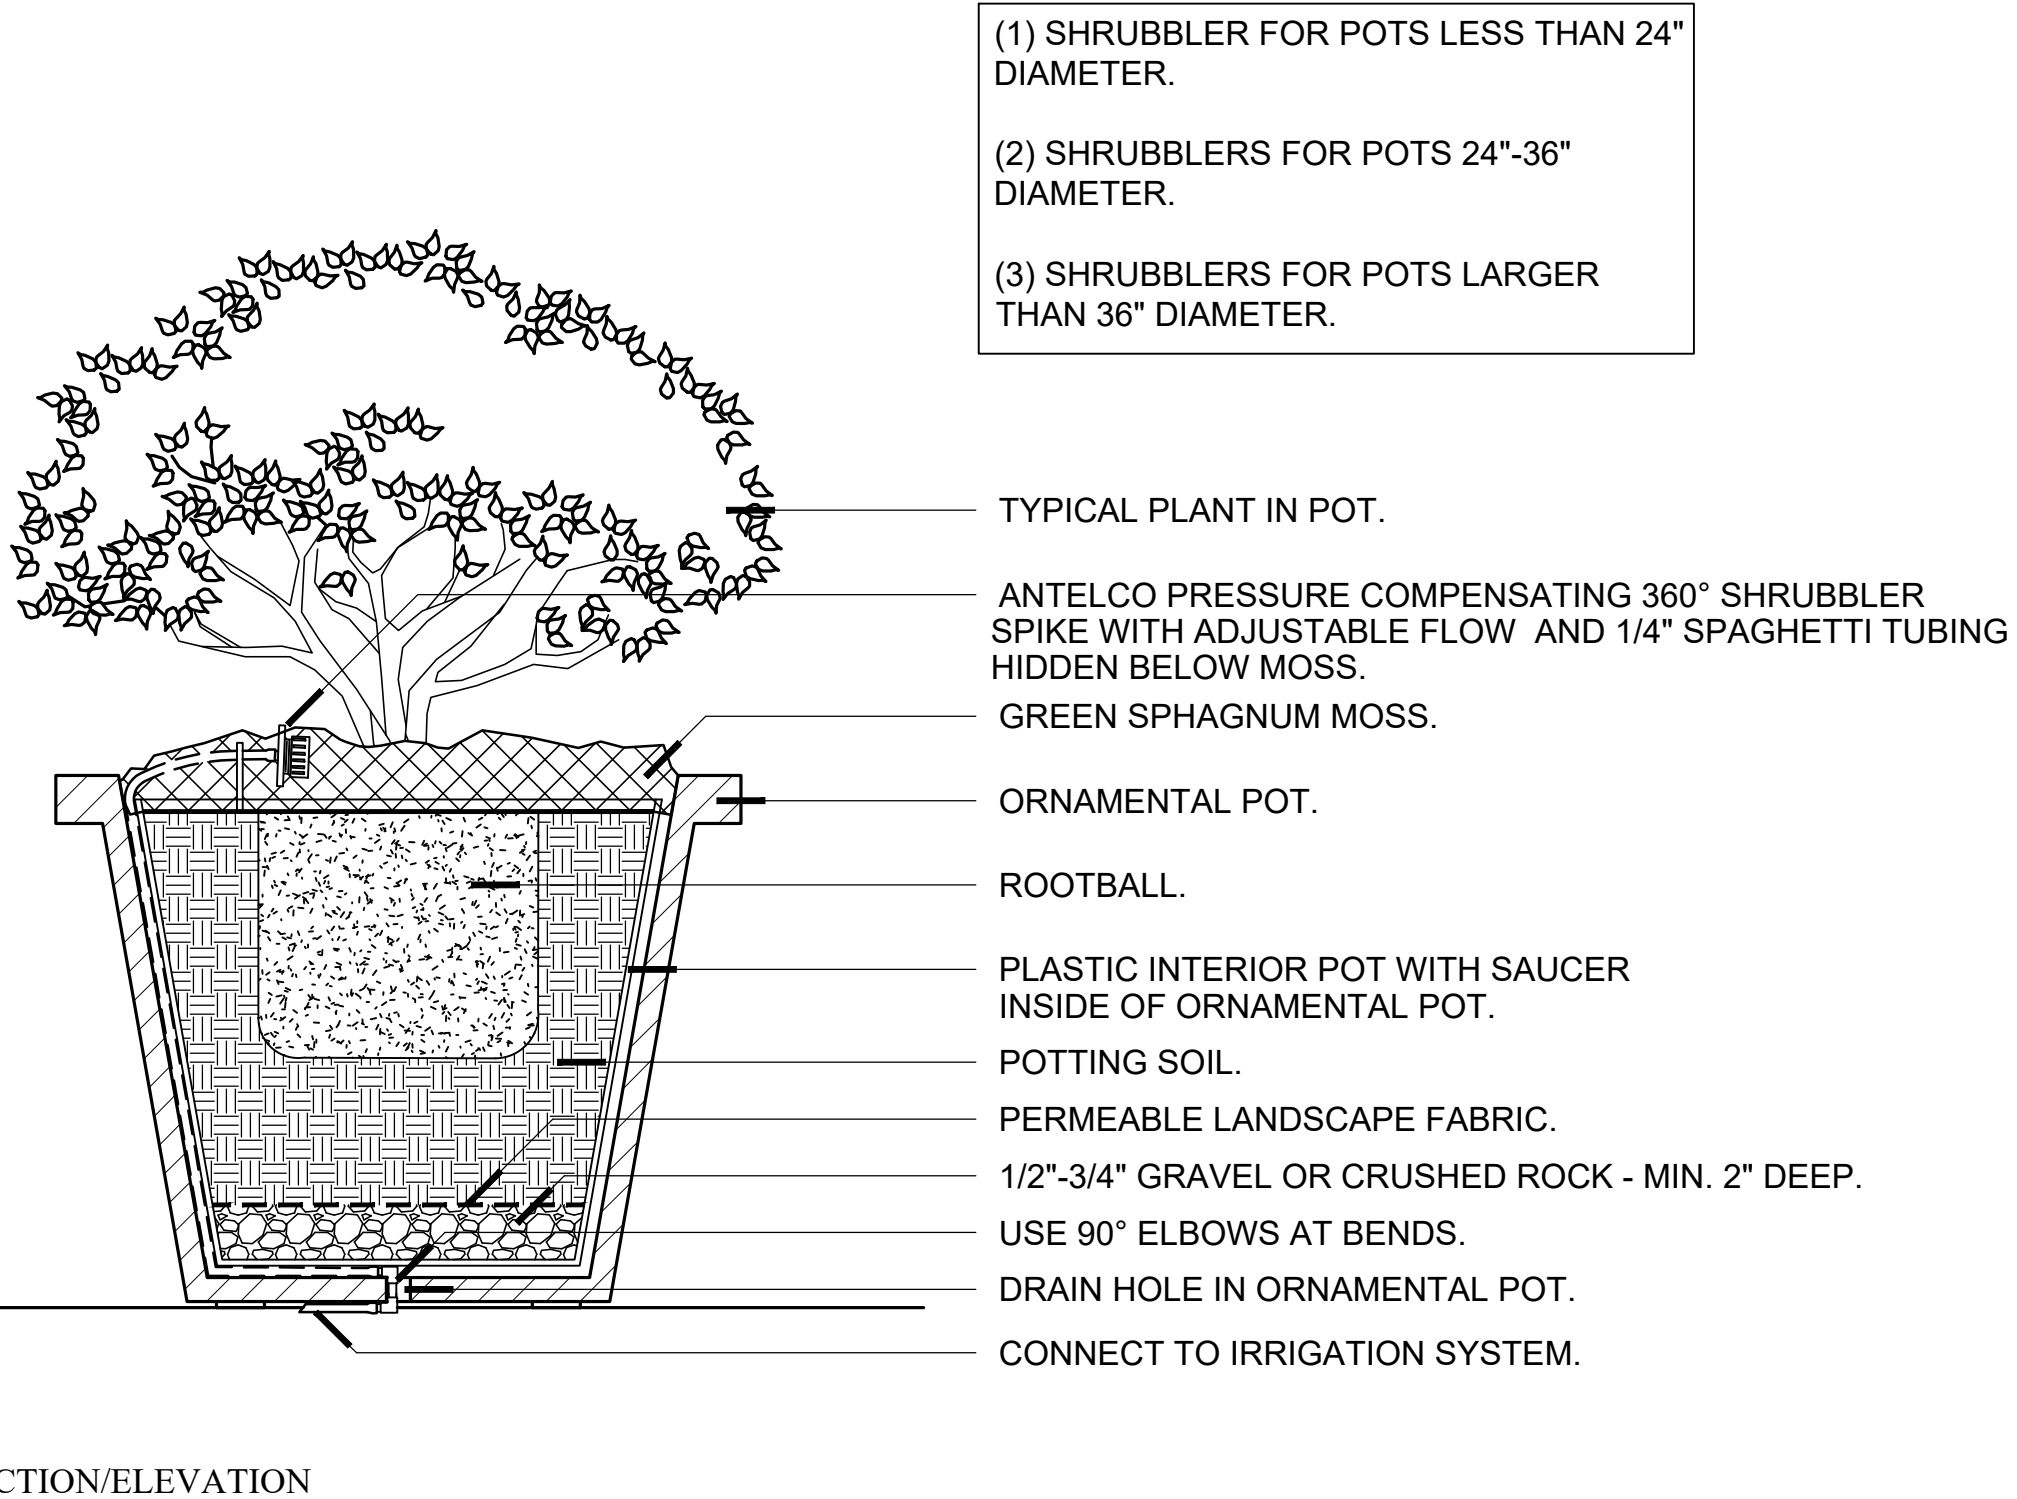 (1) SHRUBBLER FOR POTS LESS THAN 24"
DIAMETER.
(2) SHRUBBLERS FOR POTS 24"-36"
DIAMETER.
(3) SHRUBBLERS FOR POTS LARGER
THAN 36" DIAMETER.
TYPICAL PLANT IN POT.
ANTELCO PRESSURE COMPENSATING 360° SHRUBBLER
SPIKE WITH ADJUSTABLE FLOW AND 1/4" SPAGHETTI TUBING
HIDDEN BELOW MOSS.
GREEN SPHAGNUM MOSS.
ORNAMENTAL POT.
ROOTBALL.
PLASTIC INTERIOR POT WITH SAUCER
INSIDE OF ORNAMENTAL POT.
POTTING SOIL.
PERMEABLE LANDSCAPE FABRIC.
1/2"-3/4" GRAVEL OR CRUSHED ROCK - MIN. 2" DEEP.
USE 90° ELBOWS AT BENDS.
DRAIN HOLE IN ORNAMENTAL POT.
CONNECT TO IRRIGATION SYSTEM.
CTION/ELEVATION